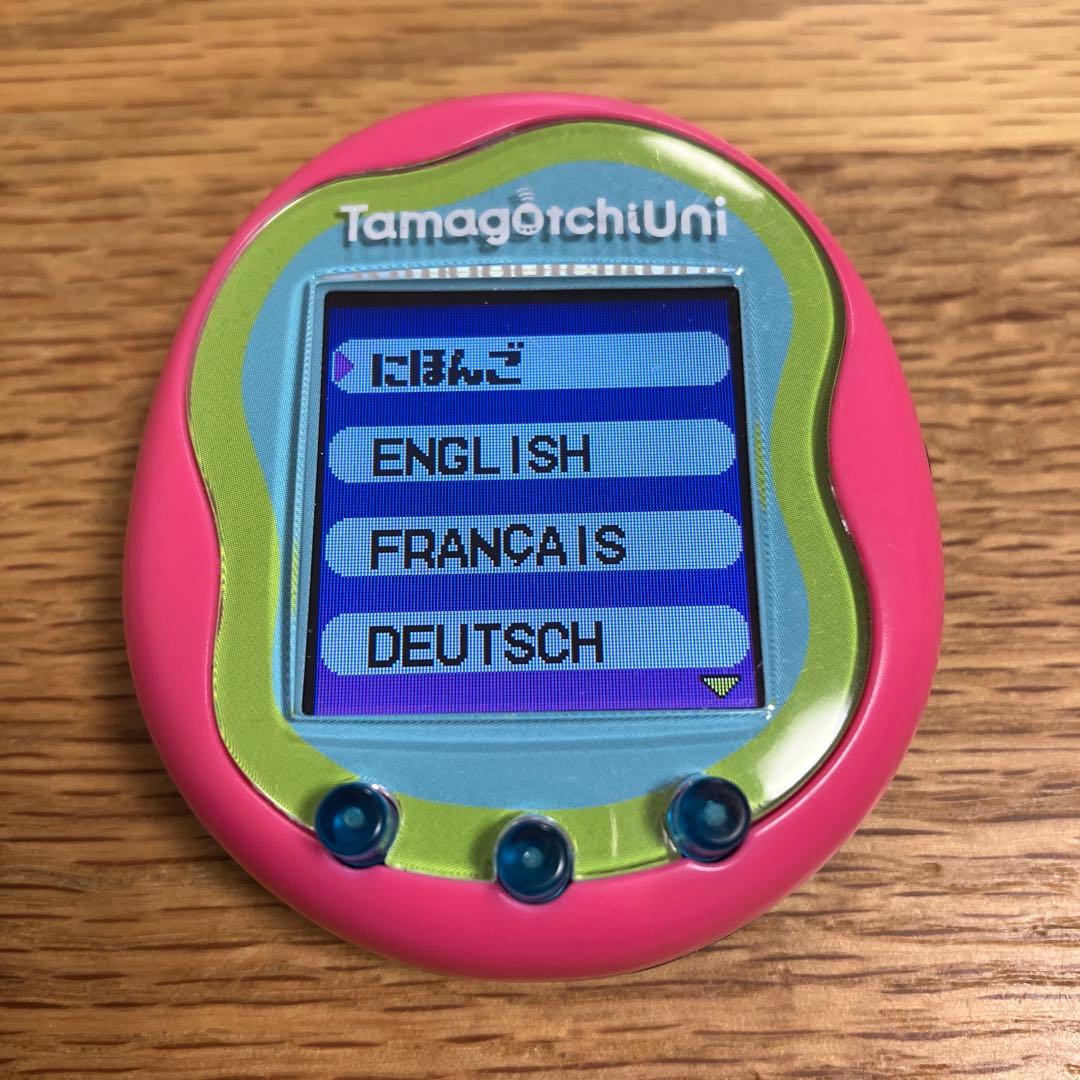 TamagotchiUni
にほんご
ENGLISH
FRANÇAIS
DEUTSCH